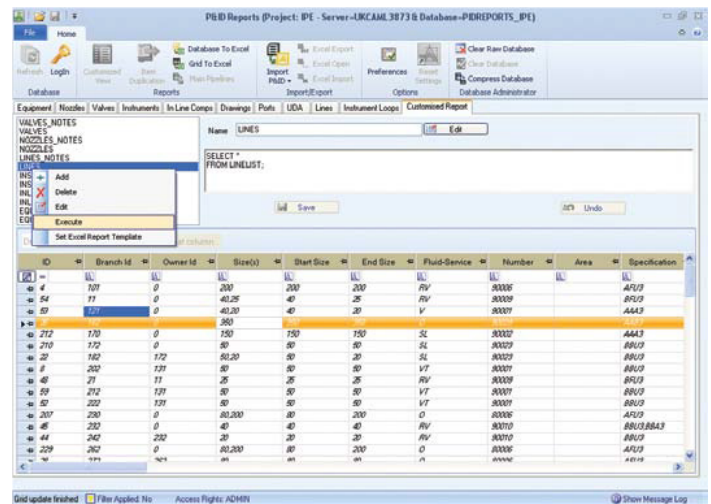 P&ID Reports (Project: IPE - Server=UKCAML3873 & Database=PIDREPORTS_IPE)
File Home
Database To Excel Excel Export Clear Raw Database
Grid To Excel Excel Open Clear Database
Refresh Login Customized View Item Duplication Main Pipelines Import P&ID Excel Import Preferences Reset Settings Compress Database
Database Reports Import/Export Options Database Administrator
Equipment Nozzles Valves Instruments In Line Comps Drawings Ports UDA Lines Instrument Loops Customised Report
VALVES_NOTES
VALVES
NOZZLES_NOTES
NOZZLES
LINES_NOTES
LINES
INS
INS
INL
INL
EQU
EQU
Name LINES Edit
SELECT *
FROM LINELIST;
Add
Delete
Edit
Execute
Set Excel Report Template
Save Undo
column
ID Branch Id Owner Id Size(s) Start Size End Size Fluid-Service Number Area Specification
4 101 0 200 200 200 RV 90006 AFU3
54 11 0 40,25 40 25 RV 90009 BFU3
53 121 0 40,20 40 20 V 90001 AAA3
350
212 170 0 150 150 150 SL 90002 AAA3
210 172 0 50 50 50 SL 90023 BBU3
22 182 172 50,20 50 20 SL 90023 BBU3
8 202 131 50 50 50 VT 90001 BBU3
48 21 11 25 25 25 RV 90009 BFU3
59 212 131 50 50 50 VT 90001 BBU3
52 222 131 50 50 50 VT 90001 BBU3
207 230 0 80,200 80 200 O 80006 AFU3
45 232 0 40 40 40 RV 90010 BBU3,BBA3
44 242 232 20 20 20 RV 90010 BBU3
229 262 0 80,200 80 200 O 80006 AFU3
Grid update finished Filter Applied: No Access Rights: ADMIN Show Message Log